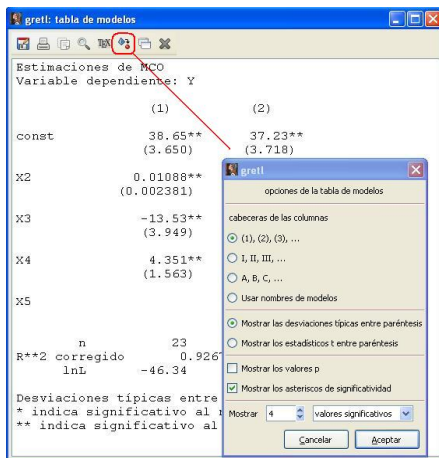 gretl: tabla de modelos
TEX
Estimaciones de MCO
Variable dependiente: Y
(1) (2)
const 38.65** 37.23**
(3.650) (3.718)
X2 0.01088**
(0.002381)
X3 -13.53**
(3.949)
X4 4.351**
(1.563)
X5
n 23
R**2 corregido 0.926
lnL -46.34
Desviaciones típicas entre
* indica significativo al
** indica significativo al
gretl
opciones de la tabla de modelos
cabeceras de las columnas
(1), (2), (3), ...
I, II, III, ...
A, B, C, ...
Usar nombres de modelos
Mostrar las desviaciones típicas entre paréntesis
Mostrar los estadísticos t entre paréntesis
Mostrar los valores p
Mostrar los asteriscos de significatividad
Mostrar 4 valores significativos
Cancelar Aceptar